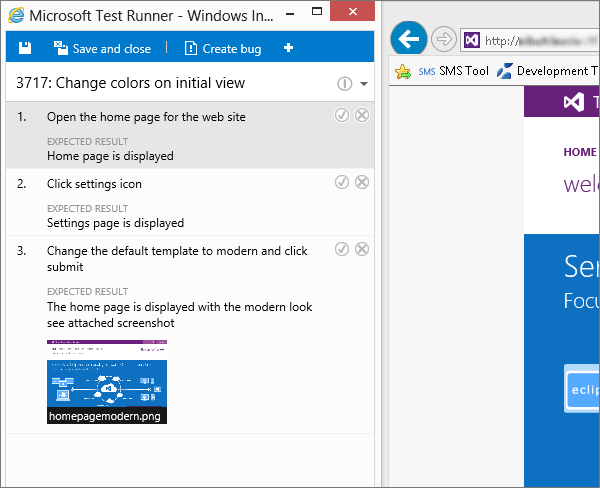 Microsoft Test Runner - Windows In...
Save and close
Create bug
3717: Change colors on initial view
1. Open the home page for the web site
EXPECTED RESULT
Home page is displayed
2. Click settings icon
EXPECTED RESULT
Settings page is displayed
3. Change the default template to modern and click
submit
EXPECTED RESULT
The home page is displayed with the modern look
see attached screenshot
homepagemodern.png
http://
SMS SMS Tool Development T
HOME
welc
Ser
Focu
eclip